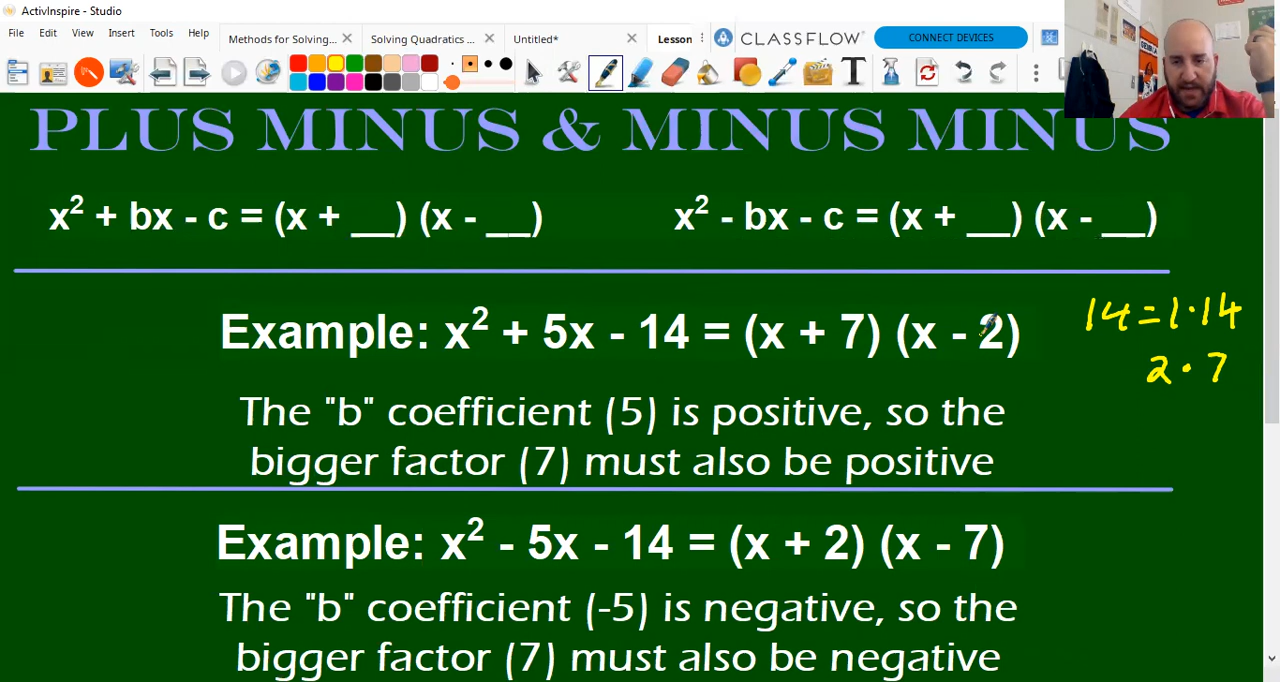 ActivInspire - Studio
File Edit View Insert Tools Help
Methods for Solving... Solving Quadratics ... Untitled* Lesson CLASSFLOW CONNECT DEVICES
T
PLUS MINUS & MINUS MINUS
x² + bx - c = (x + __) (x - __) x² - bx - c = (x + __) (x - __)
Example: x² + 5x - 14 = (x + 7) (x - 2)
14 = 1 · 14
2 · 7
The "b" coefficient (5) is positive, so the
bigger factor (7) must also be positive
Example: x² - 5x - 14 = (x + 2) (x - 7)
The "b" coefficient (-5) is negative, so the
bigger factor (7) must also be negative